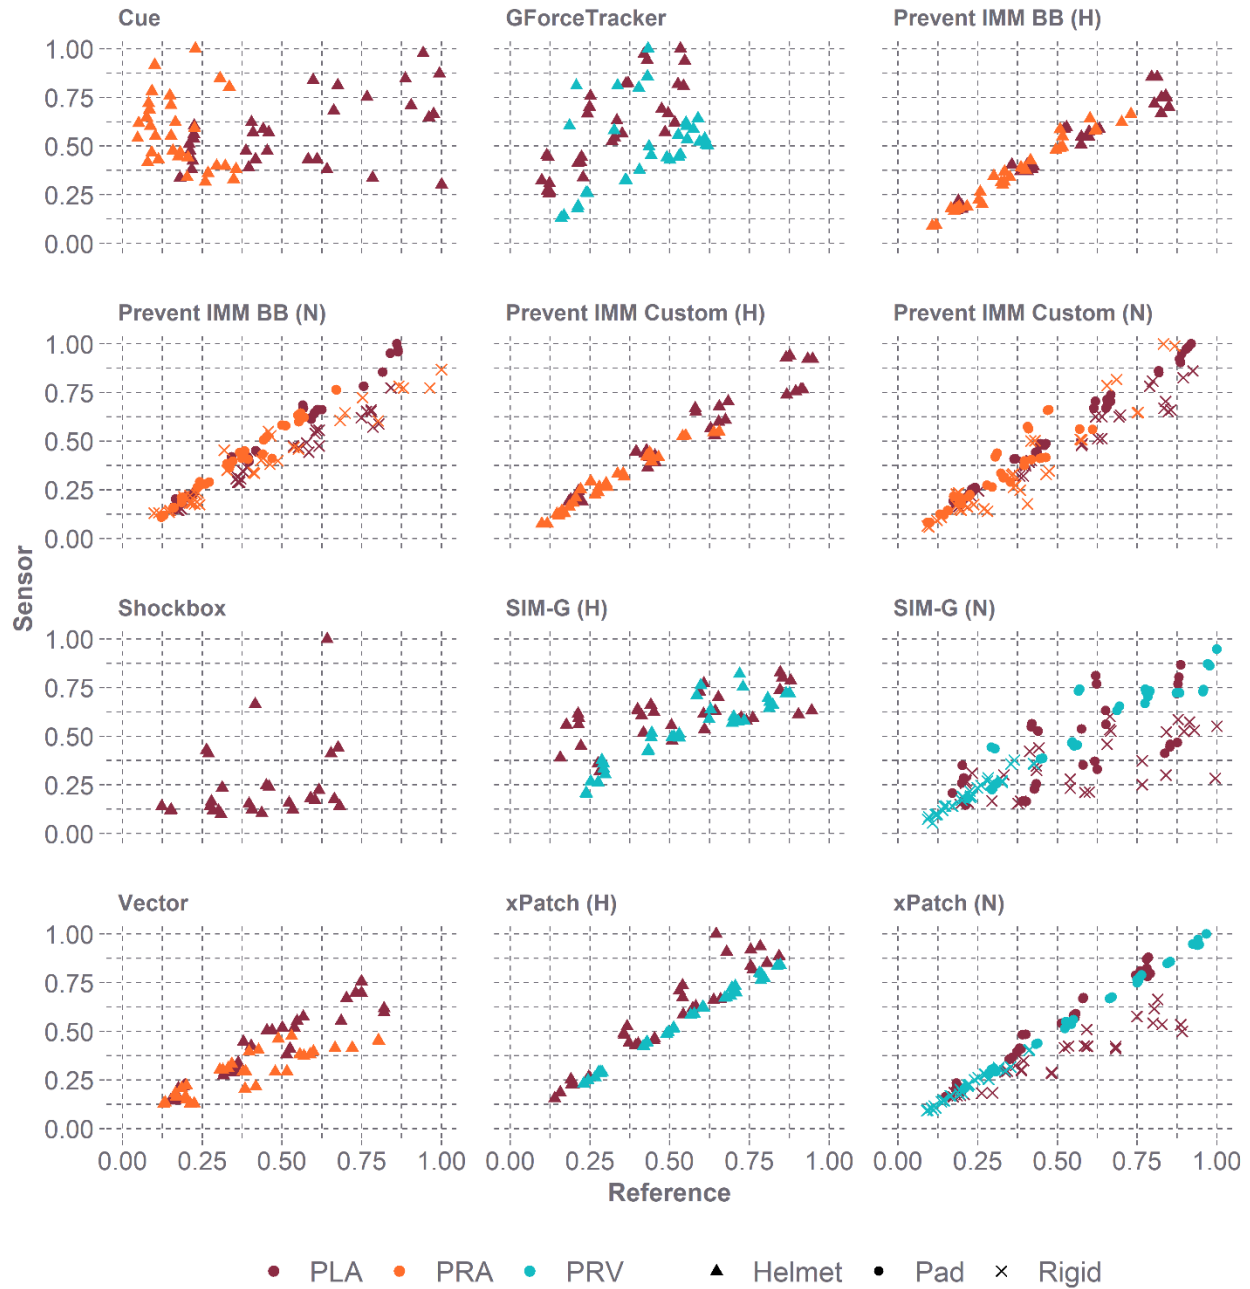 Cue GForceTracker Prevent IMM BB (H)
1.00
0.75
0.50
0.25
0.00
Prevent IMM BB (N) Prevent IMM Custom (H) Prevent IMM Custom (N)
1.00
0.75
0.50
0.25
0.00
Sensor
Shockbox SIM-G (H) SIM-G (N)
1.00
0.75
0.50
0.25
0.00
Vector xPatch (H) xPatch (N)
1.00
0.75
0.50
0.25
0.00
0.00 0.25 0.50 0.75 1.00 0.00 0.25 0.50 0.75 1.00 0.00 0.25 0.50 0.75 1.00
Reference
PLA PRA PRV Helmet Pad Rigid